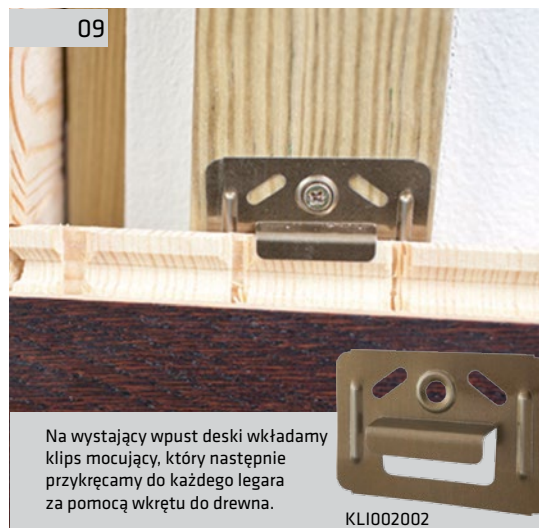 09
Na wystający wpust deski wkładamy
klips mocujący, który następnie
przykręcamy do każdego legara
za pomocą wkrętu do drewna.
KLI002002